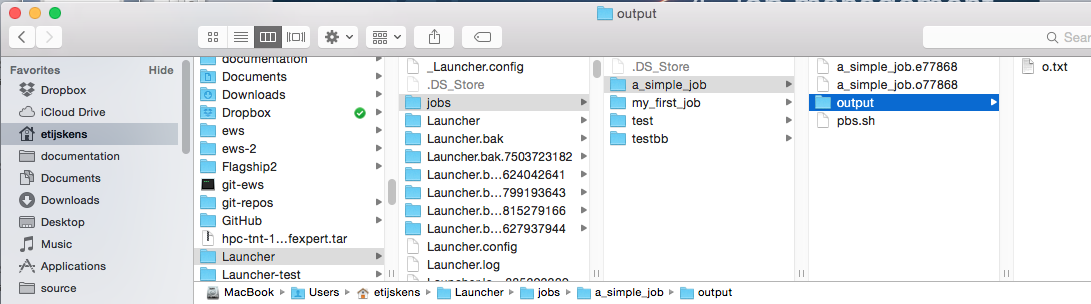 output
Sear
Favorites
Hide
Dropbox
iCloud Drive
etijskens
documentation
Documents
Downloads
Desktop
Music
Applications
source
documentation
Documents
Downloads
Dropbox
ews
ews-2
Flagship2
git-ews
git-repos
GitHub
hpc-tnt-1...fexpert.tar
Launcher
Launcher-test
_Launcher.config
.DS_Store
jobs
Launcher
Launcher.bak
Launcher.bak.7503723182
Launcher.b...624042641
Launcher.b...799193643
Launcher.b...815279166
Launcher.b...627937944
Launcher.config
Launcher.log
.DS_Store
a_simple_job
my_first_job
test
testbb
a_simple_job.e77868
a_simple_job.o77868
output
pbs.sh
o.txt
MacBook ▸ Users ▸ etijskens ▸ Launcher ▸ jobs ▸ a_simple_job ▸ output